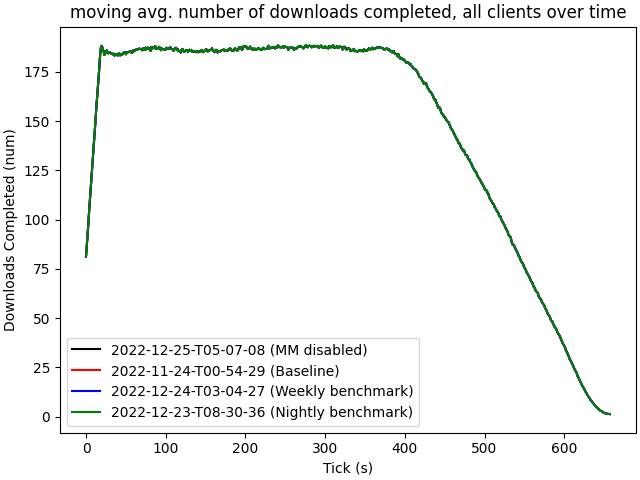 moving avg. number of downloads completed, all clients over time
Downloads Completed (num)
175
150
125
100
75
50
25
0
2022-12-25-T05-07-08 (MM disabled)
2022-11-24-T00-54-29 (Baseline)
2022-12-24-T03-04-27 (Weekly benchmark)
2022-12-23-T08-30-36 (Nightly benchmark)
0 100 200 300 400 500 600
Tick (s)